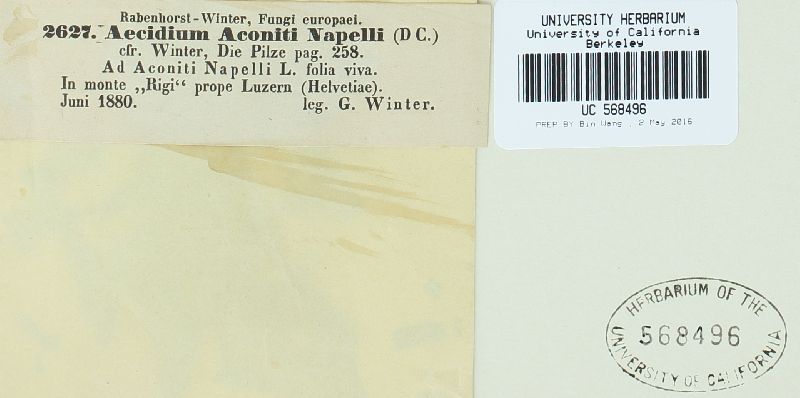 Rabenhorst-Winter, Fungi europaei.
2627. Aecidium Aconiti Napelli (DC.)
cfr. Winter, Die Pilze pag. 258.
Ad Aconiti Napelli L. folia viva.
In monte „Rigi“ prope Luzern (Helvetiae).
Juni 1880. leg. G. Winter.
UNIVERSITY HERBARIUM
University of California
Berkeley
UC 568496
PREP BY Bin Wang , 2 May 2016
HERBARIUM OF THE
568496
UNIVERSITY OF CALIFORNIA